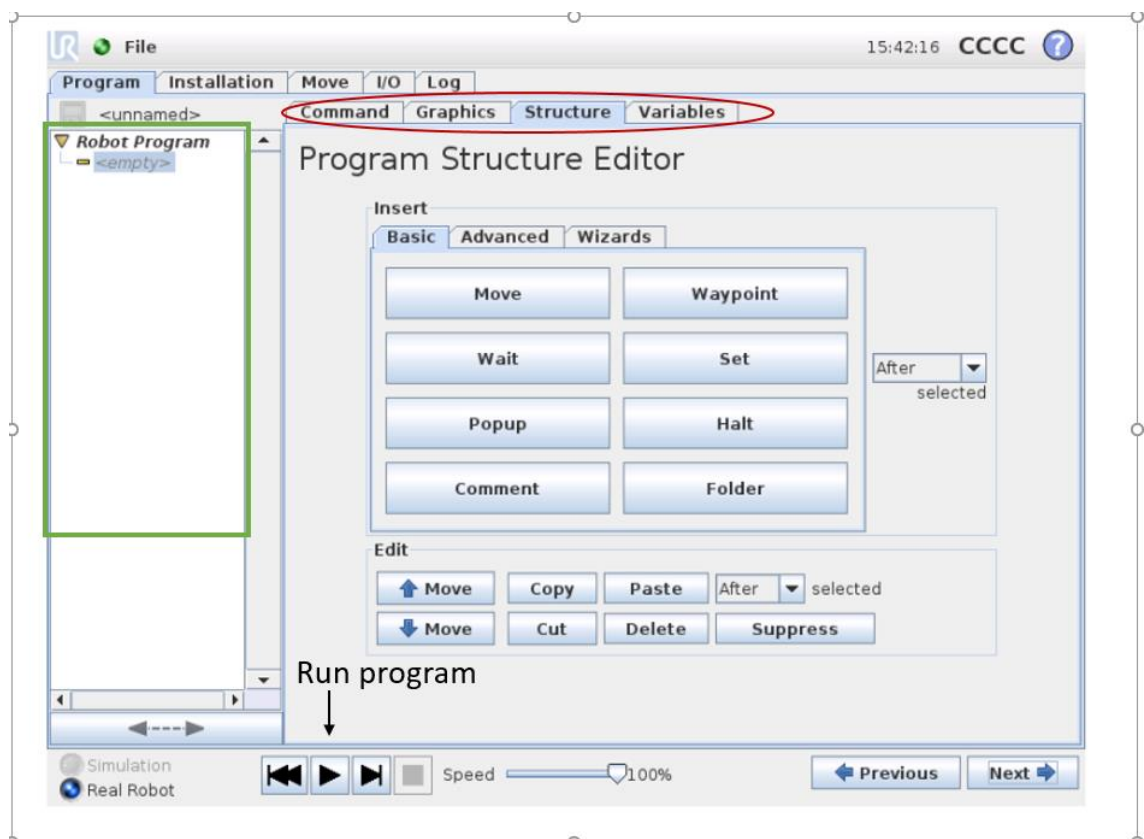 UR File 15:42:16 CCCC ?
Program Installation Move I/O Log
<unnamed> Command Graphics Structure Variables
Robot Program
<empty>
Program Structure Editor
Insert
Basic Advanced Wizards
Move Waypoint
Wait Set
After
selected
Popup Halt
Comment Folder
Edit
Move Copy Paste After selected
Move Cut Delete Suppress
Run program
Simulation
Real Robot
Speed 100%
Previous Next